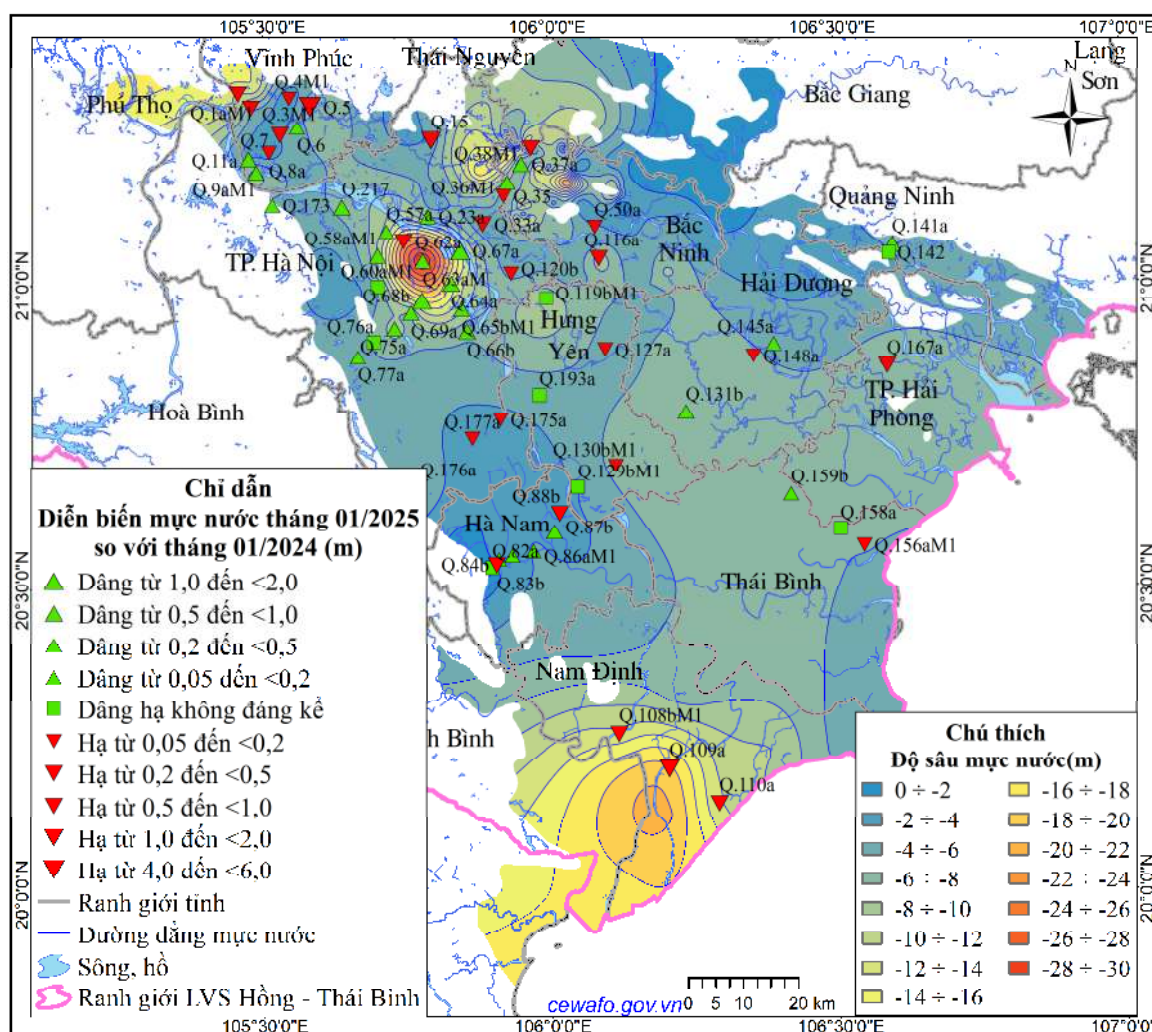 105°30'0"E
106°0'0"E
106°30'0"E
107°0'0"E
Vĩnh Phúc
Thái Nguyên
Lạng
Sơn
N
Phú Thọ
Bắc Giang
Q.4M1
Q.1aM1
Q.3M1
Q.5
Q.15
Q.7
Q.6
Q.38M1
Q.37a
Q.11a
Q.8a
Q.36M1
Q.9aM1
Q.35
Quảng Ninh
Q.173
Q.217
Q.57a
Q.23a
Q.33a
Q.50a
Bắc
Ninh
Q.141a
Q.58aM1
Q.62a
Q.67a
Q.116a
Q.142
TP. Hà Nội
Q.60aM1
Q.63aM
Q.120b
Hải Dương
21°0'0"N
21°0'0"N
Q.68b
Q.64a
Q.119bM1
Hưng
Yên
Q.76a
Q.69a
Q.65bM1
Q.145a
Q.75a
Q.66b
Q.127a
Q.148a
Q.167a
Q.77a
TP. Hải
Phòng
Hoà Bình
Q.193a
Q.131b
Q.177a
Q.175a
Q.176a
Q.130bM1
Q.129bM1
Q.159b
Q.88b
Hà Nam
Q.87b
Q.158a
Q.82a
Q.86aM1
Q.156aM1
Q.84b
Q.83b
Thái Bình
20°30'0"N
20°30'0"N
Nam Định
h Bình
Q.108bM1
Q.109a
Q.110a
20°0'0"N
20°0'0"N
Chỉ dẫn
Diễn biến mực nước tháng 01/2025
so với tháng 01/2024 (m)
Dâng từ 1,0 đến <2,0
Dâng từ 0,5 đến <1,0
Dâng từ 0,2 đến <0,5
Dâng từ 0,05 đến <0,2
Dâng hạ không đáng kể
Hạ từ 0,05 đến <0,2
Hạ từ 0,2 đến <0,5
Hạ từ 0,5 đến <1,0
Hạ từ 1,0 đến <2,0
Hạ từ 4,0 đến <6,0
Ranh giới tỉnh
Đường đẳng mực nước
Sông, hồ
Ranh giới LVS Hồng - Thái Bình
Chú thích
Độ sâu mực nước(m)
0 ÷ -2
-2 ÷ -4
-4 ÷ -6
-6 ÷ -8
-8 ÷ -10
-10 ÷ -12
-12 ÷ -14
-14 ÷ -16
-16 ÷ -18
-18 ÷ -20
-20 ÷ -22
-22 ÷ -24
-24 ÷ -26
-26 ÷ -28
-28 ÷ -30
cewafo.gov.vn
0 5 10 20 km
105°30'0"E
106°0'0"E
106°30'0"E
107°0'0"E